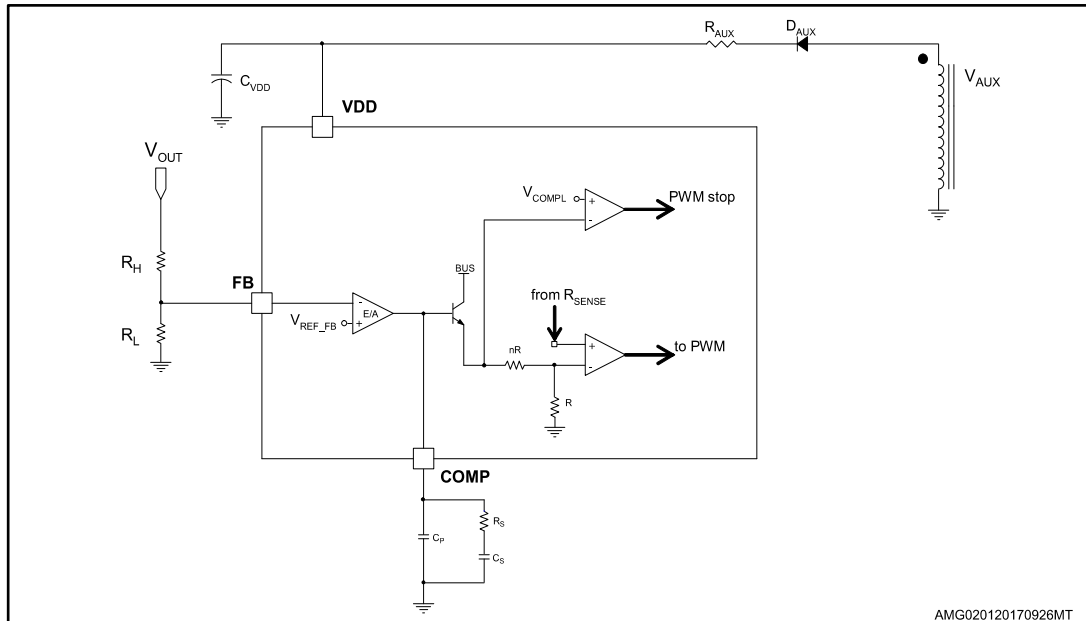 R_AUX
D_AUX
C_VDD
V_AUX
VDD
V_OUT
V_COMPL
+
-
PWM stop
R_H
FB
BUS
from R_SENSE
-
E/A
+
V_REF_FB
R_L
nR
+
-
to PWM
R
COMP
R_S
C_P
C_S
AMG020120170926MT